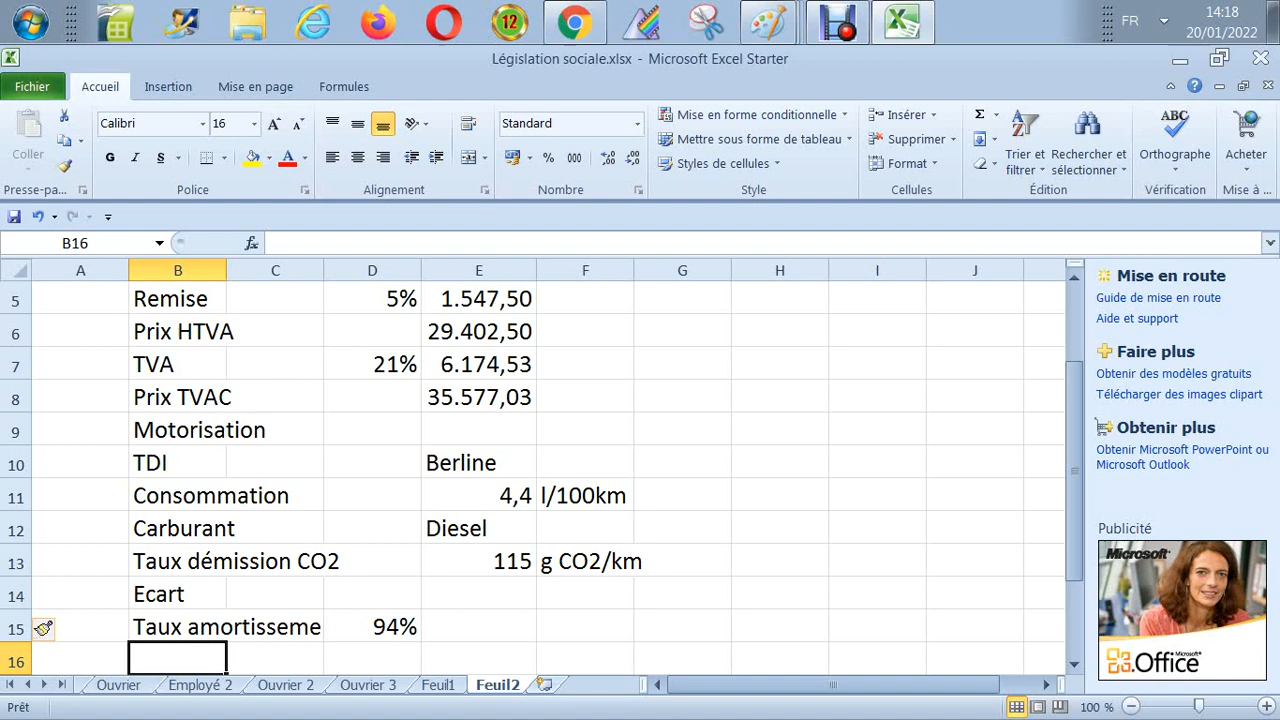 12
FR
14:18
20/01/2022
Législation sociale.xlsx - Microsoft Excel Starter
Fichier
Accueil
Insertion
Mise en page
Formules
Coller
Presse-pa...
Calibri
16
G I S
A A
Police
Alignement
Standard
% 000
Nombre
Mise en forme conditionnelle
Mettre sous forme de tableau
Styles de cellules
Style
Insérer
Supprimer
Format
Cellules
Σ
Trier et filtrer
Rechercher et sélectionner
Édition
ABC
Orthographe
Vérification
Acheter
Mise à ...
B16
fx
A B C D E F G H I J
5 Remise 5% 1.547,50
6 Prix HTVA 29.402,50
7 TVA 21% 6.174,53
8 Prix TVAC 35.577,03
9 Motorisation
10 TDI Berline
11 Consommation 4,4 l/100km
12 Carburant Diesel
13 Taux démission CO2 115 g CO2/km
14 Ecart
15 Taux amortisseme 94%
16
Mise en route
Guide de mise en route
Aide et support
Faire plus
Obtenir des modèles gratuits
Télécharger des images clipart
Obtenir plus
Obtenir Microsoft PowerPoint ou
Microsoft Outlook
Publicité
Microsoft
Microsoft
Office
Ouvrier
Employé 2
Ouvrier 2
Ouvrier 3
Feuil1
Feuil2
Prêt
100 %